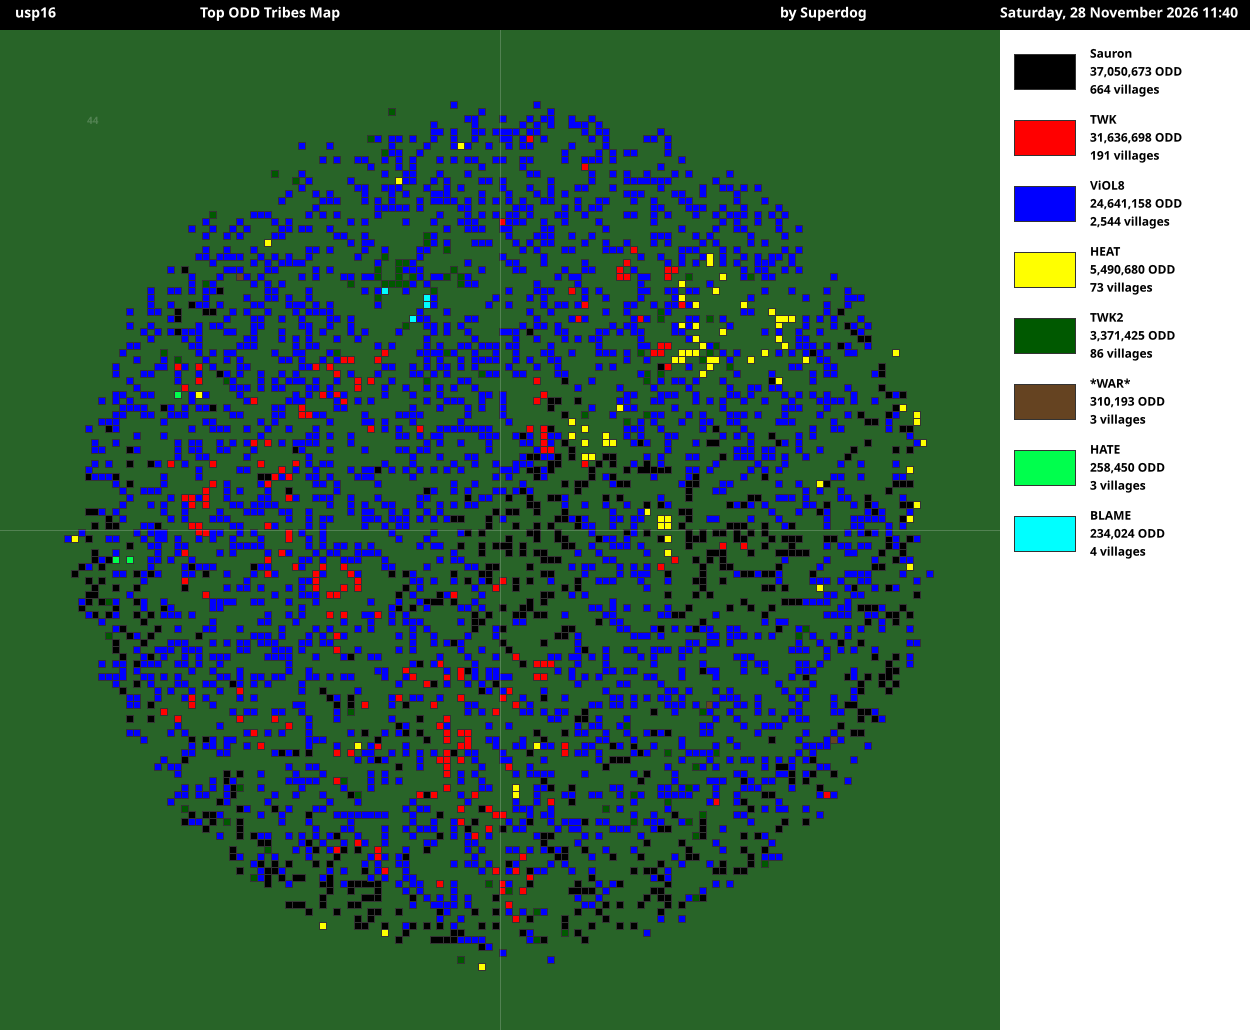 usp16 Top ODD Tribes Map by Superdog Saturday, 28 November 2026 11:40
44
Sauron
37,050,673 ODD
664 villages
TWK
31,636,698 ODD
191 villages
ViOL8
24,641,158 ODD
2,544 villages
HEAT
5,490,680 ODD
73 villages
TWK2
3,371,425 ODD
86 villages
*WAR*
310,193 ODD
3 villages
HATE
258,450 ODD
3 villages
BLAME
234,024 ODD
4 villages